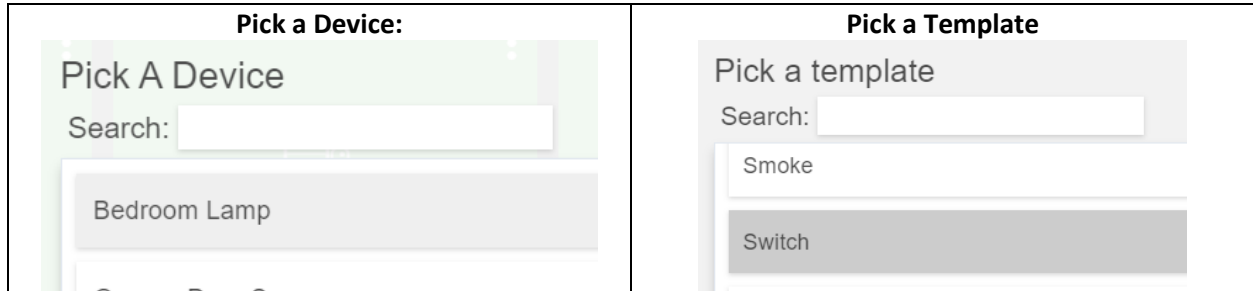 Pick a Device:
Pick A Device
Search:
Bedroom Lamp
Pick a Template
Pick a template
Search:
Smoke
Switch